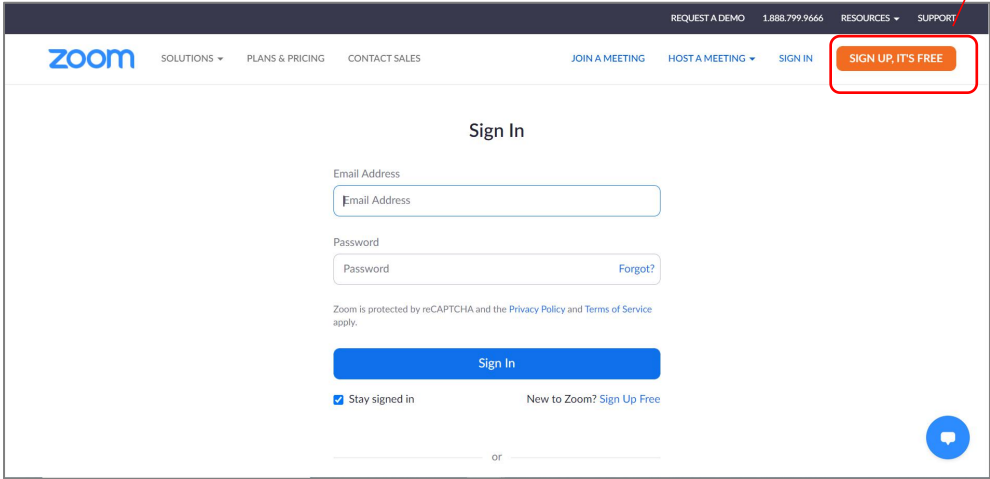 REQUEST A DEMO 1.888.799.9666 RESOURCES SUPPORT
zoom SOLUTIONS PLANS & PRICING CONTACT SALES JOIN A MEETING HOST A MEETING SIGN IN SIGN UP, IT'S FREE
Sign In
Email Address
Email Address
Password
Password Forgot?
Zoom is protected by reCAPTCHA and the Privacy Policy and Terms of Service
apply.
Sign In
Stay signed in New to Zoom? Sign Up Free
or